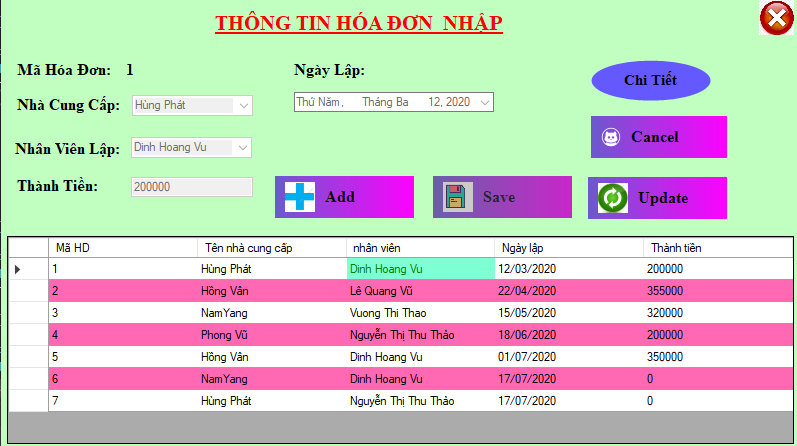 THÔNG TIN HÓA ĐƠN NHẬP
Mã Hóa Đơn: 1
Ngày Lập:
Chi Tiết
Nhà Cung Cấp: Hùng Phát
Thứ Năm , Tháng Ba 12, 2020
Cancel
Nhân Viên Lập: Dinh Hoang Vu
Thành Tiền: 200000
Add
Save
Update
Mã HD Tên nhà cung cấp nhân viên Ngày lập Thành tiền
1 Hùng Phát Dinh Hoang Vu 12/03/2020 200000
2 Hồng Vân Lê Quang Vũ 22/04/2020 355000
3 NamYang Vuong Thi Thao 15/05/2020 320000
4 Phong Vũ Nguyễn Thị Thu Thảo 18/06/2020 200000
5 Hồng Vân Dinh Hoang Vu 01/07/2020 350000
6 NamYang Dinh Hoang Vu 17/07/2020 0
7 Hùng Phát Nguyễn Thị Thu Thảo 17/07/2020 0